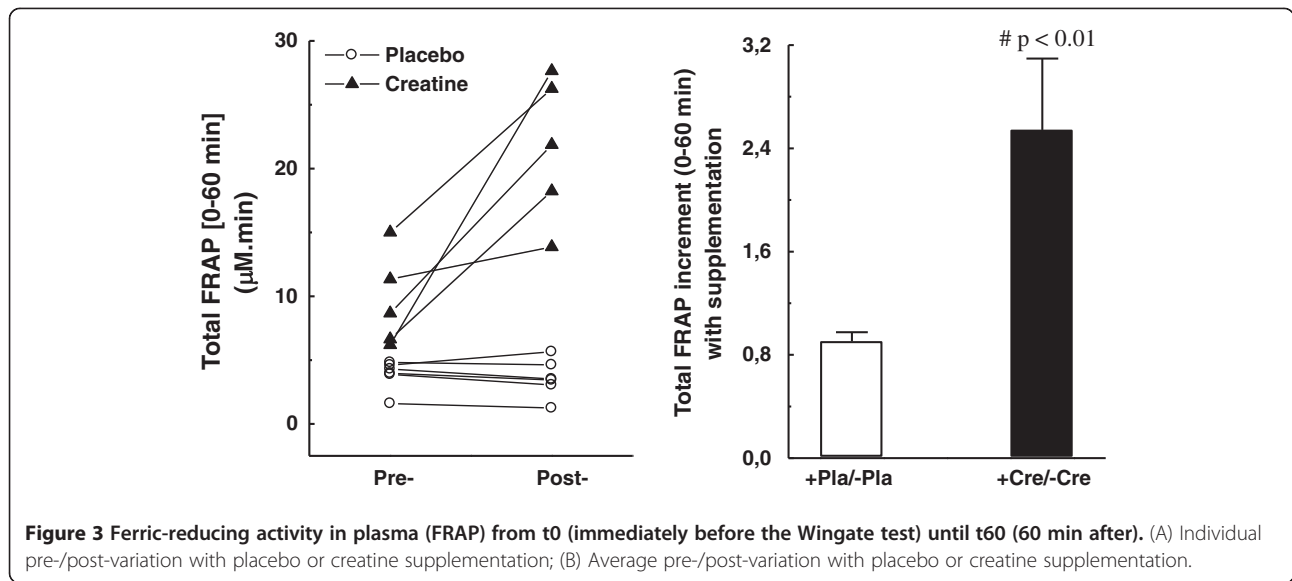 30
20
10
0
Total FRAP [0-60 min]
(µM.min)
Placebo
Creatine
Pre-
Post-
3,2
2,4
1,6
0,8
0,0
Total FRAP increment (0-60 min)
with supplementation
# p < 0.01
+Pla/-Pla
+Cre/-Cre
Figure 3 Ferric-reducing activity in plasma (FRAP) from t0 (immediately before the Wingate test) until t60 (60 min after). (A) Individual
pre-/post-variation with placebo or creatine supplementation; (B) Average pre-/post-variation with placebo or creatine supplementation.